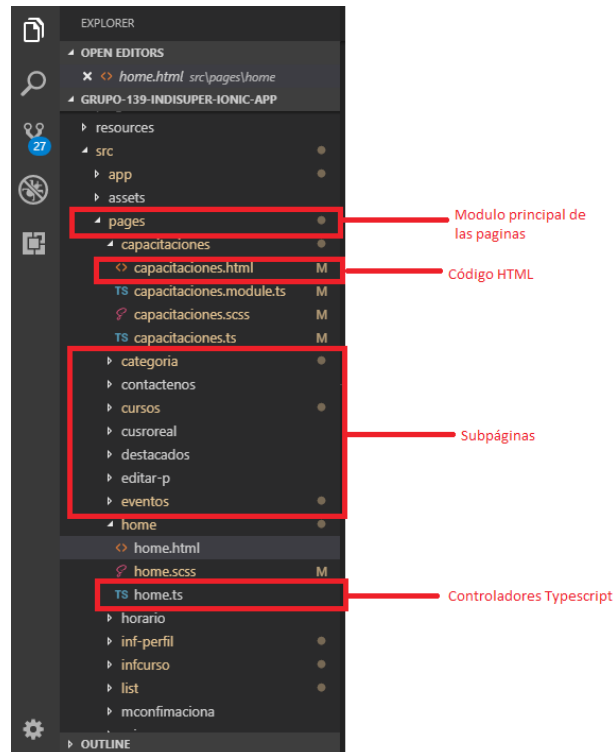 EXPLORER
OPEN EDITORS
home.html src\pages\home
GRUPO-139-INDISUPER-IONIC-APP
resources
src
27
app
assets
pages
Modulo principal de
las paginas
capacitaciones
capacitaciones.html M
Código HTML
TS capacitaciones.module.ts M
capacitaciones.scss M
TS capacitaciones.ts M
categoria
contactenos
cursos
cusroreal
Subpáginas
destacados
editar-p
eventos
home
home.html
home.scss M
TS home.ts
Controladores Typescript
horario
inf-perfil
infcurso
list
mconfimaciona
OUTLINE